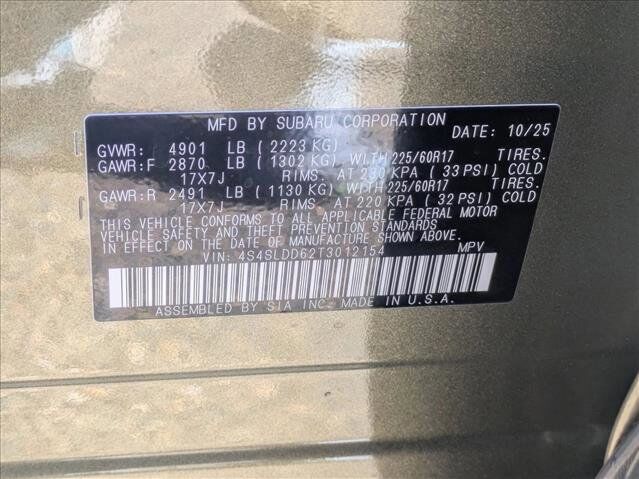 MFD BY SUBARU CORPORATION DATE: 10/25
GVWR: 4901 LB ( 2223 KG)
GAWR:F 2870 LB ( 1302 KG) WITH 225/60R17 TIRES.
17X7J RIMS. AT 230 KPA ( 33 PSI) COLD
GAWR:R 2491 LB ( 1130 KG) WITH 225/60R17 TIRES.
17X7J RIMS. AT 220 KPA ( 32 PSI) COLD
THIS VEHICLE CONFORMS TO ALL APPLICABLE FEDERAL MOTOR
VEHICLE SAFETY AND THEFT PREVENTION STANDARDS
IN EFFECT ON THE DATE OF MANUFACTURE SHOWN ABOVE.
VIN: 4S4SLDD62T3012154 MPV
ASSEMBLED BY SIA INC. MADE IN U.S.A.